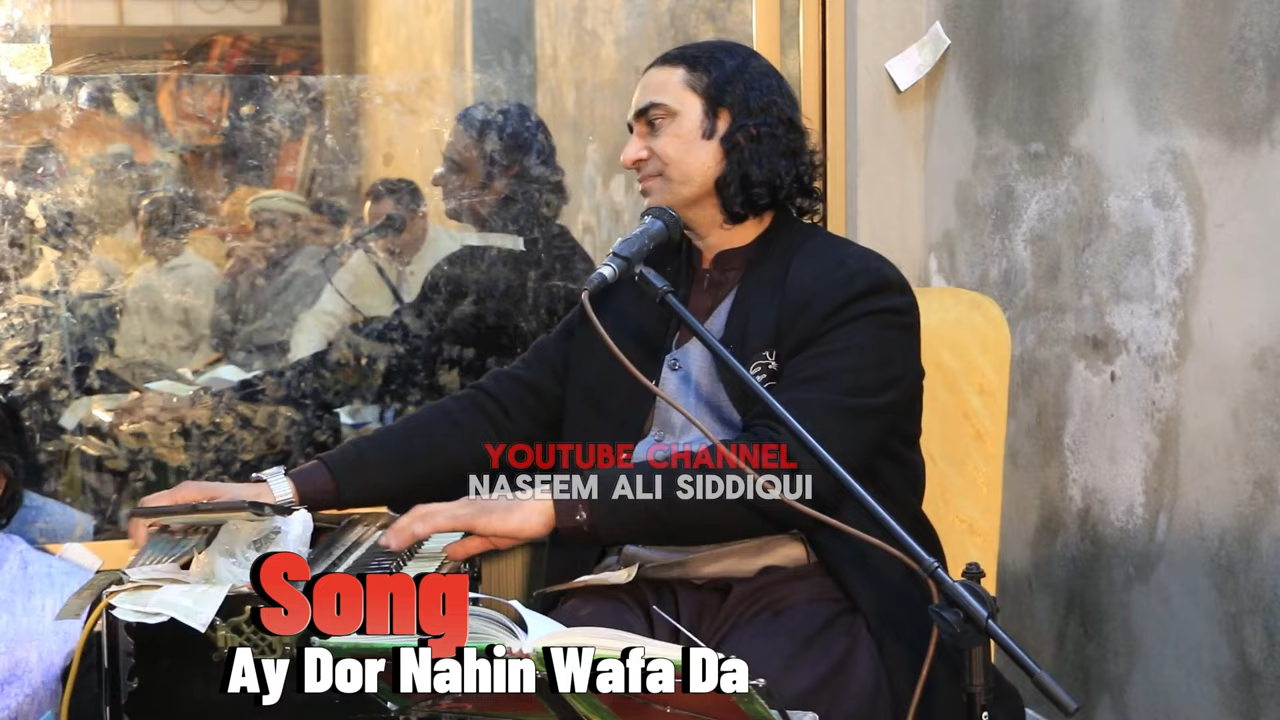 YOUTUBE CHANNEL
NASEEM ALI SIDDIQUI
Song
Ay Dor Nahin Wafa Da